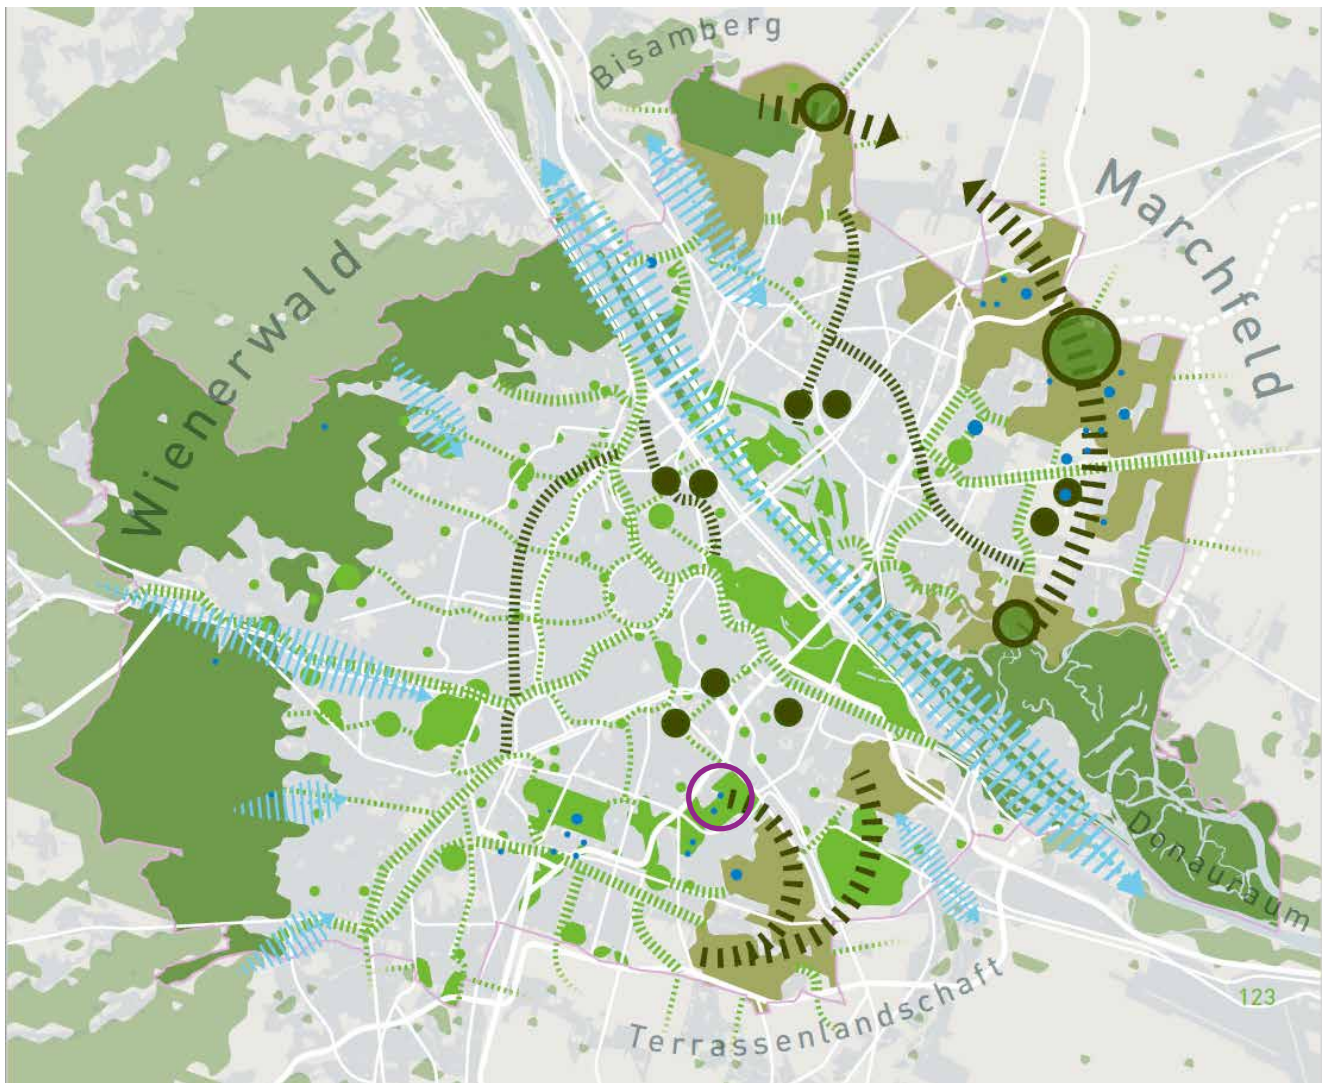 Bisamberg
Marchfeld
Wienerwald
Donauraum
123
Terrassenlandschaft